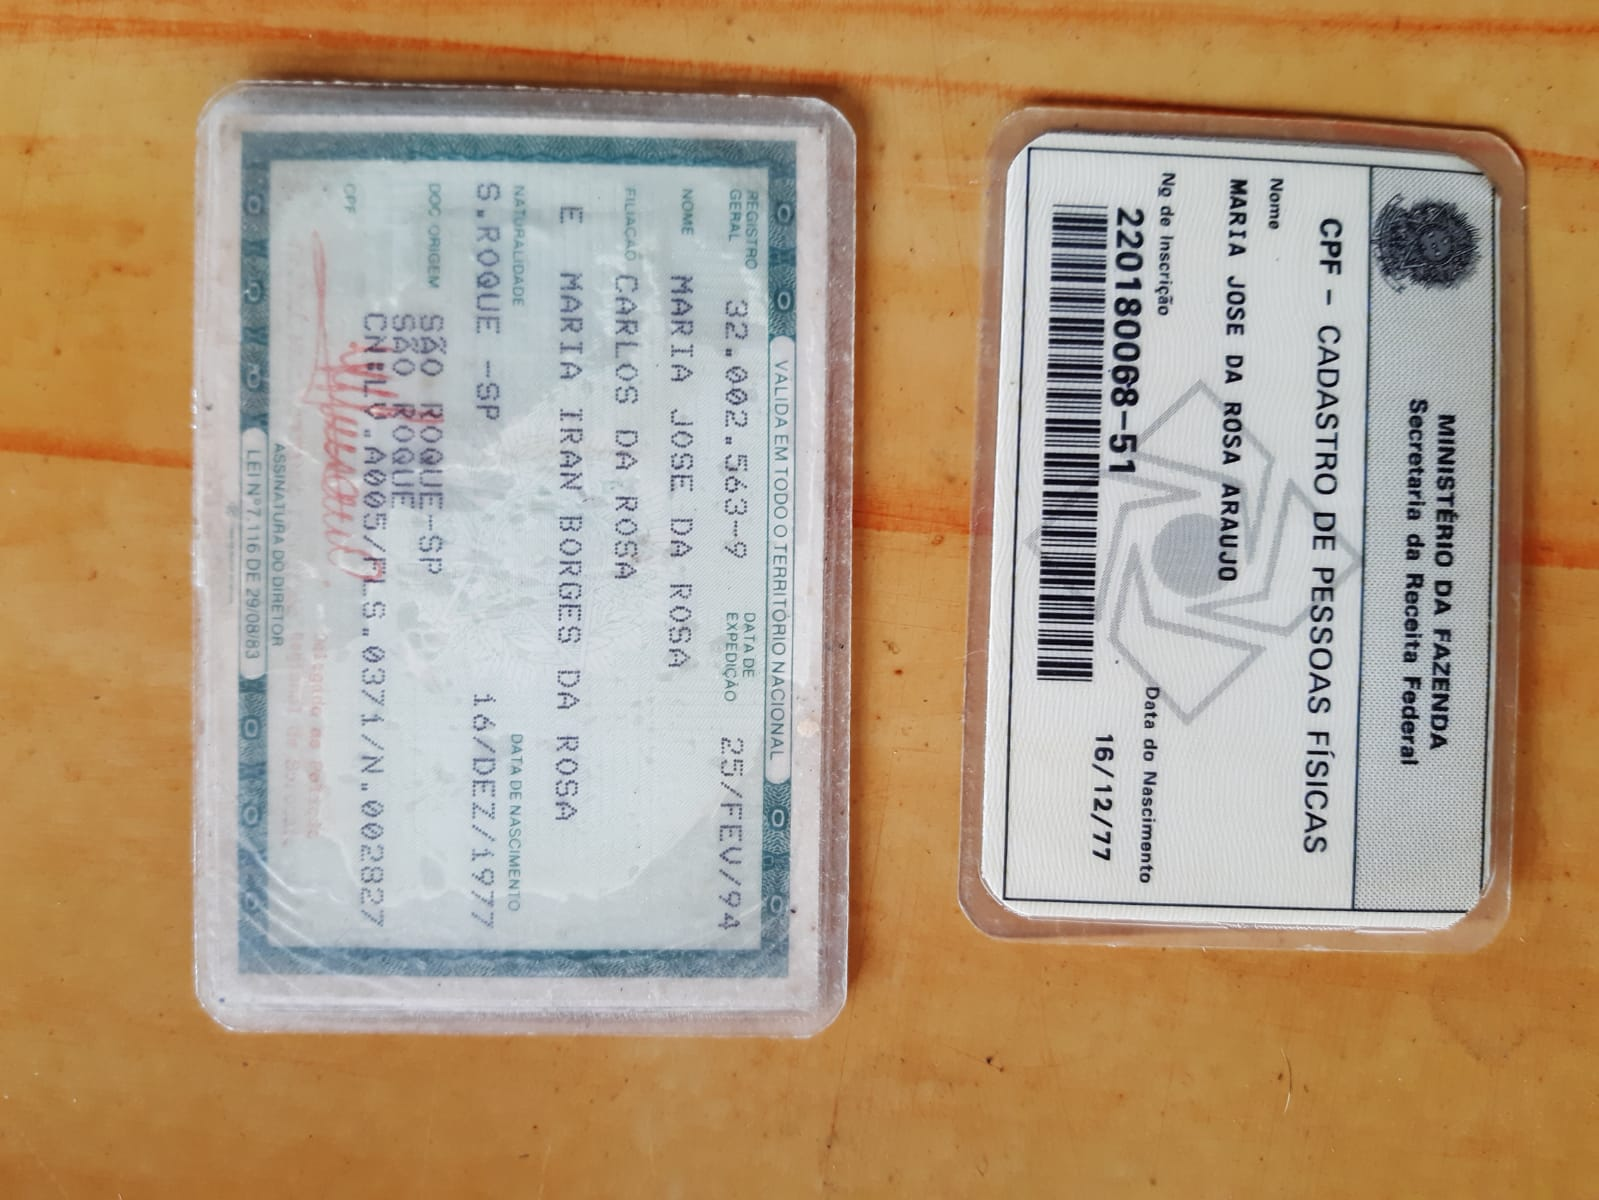 VALIDA EM TODO O TERRITÓRIO NACIONAL
REGISTRO GERAL 32.002.563-9 DATA DE EXPEDIÇÃO 25/FEV/94
NOME MARIA JOSE DA ROSA
FILIAÇÃO CARLOS DA ROSA
E MARIA IRAN BORGES DA ROSA
NATURALIDADE DATA DE NASCIMENTO
S.ROQUE -SP 16/DEZ/1977
DOC ORIGEM SÃO ROQUE-SP
SÃO ROQUE
CPF CN:LV.A005/FLS.0371/N.002827
ASSINATURA DO DIRETOR
LEI Nº 7.116 DE 29/08/83
MINISTÉRIO DA FAZENDA
Secretaria da Receita Federal
CPF - CADASTRO DE PESSOAS FÍSICAS
Nome
MARIA JOSE DA ROSA ARAUJO
Nº de Inscrição Data do Nascimento
220180068-51 16/12/77